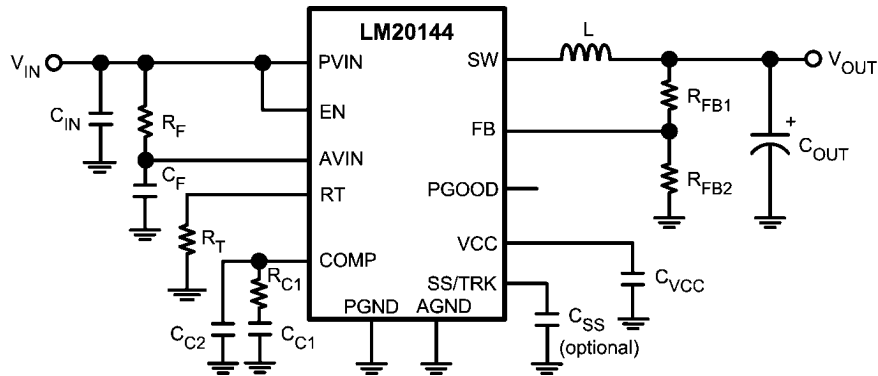 LM20144
V_IN
PVIN
SW
L
V_OUT
C_IN
R_F
EN
FB
R_FB1
+
C_OUT
AVIN
C_F
RT
PGOOD
R_FB2
R_T
COMP
VCC
R_C1
SS/TRK
C_VCC
PGND
AGND
C_C2
C_C1
C_SS
(optional)